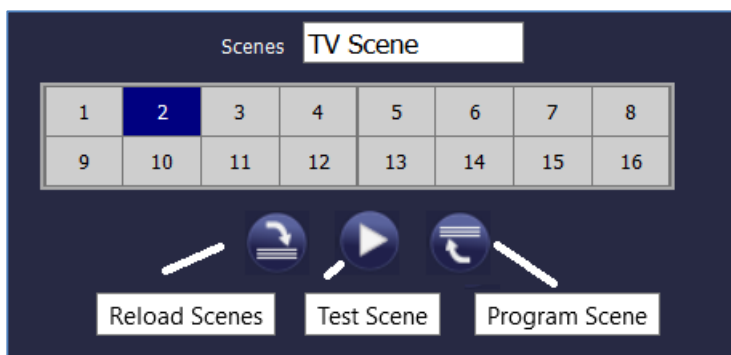 Scenes TV Scene
1 2 3 4 5 6 7 8
9 10 11 12 13 14 15 16
Reload Scenes Test Scene Program Scene